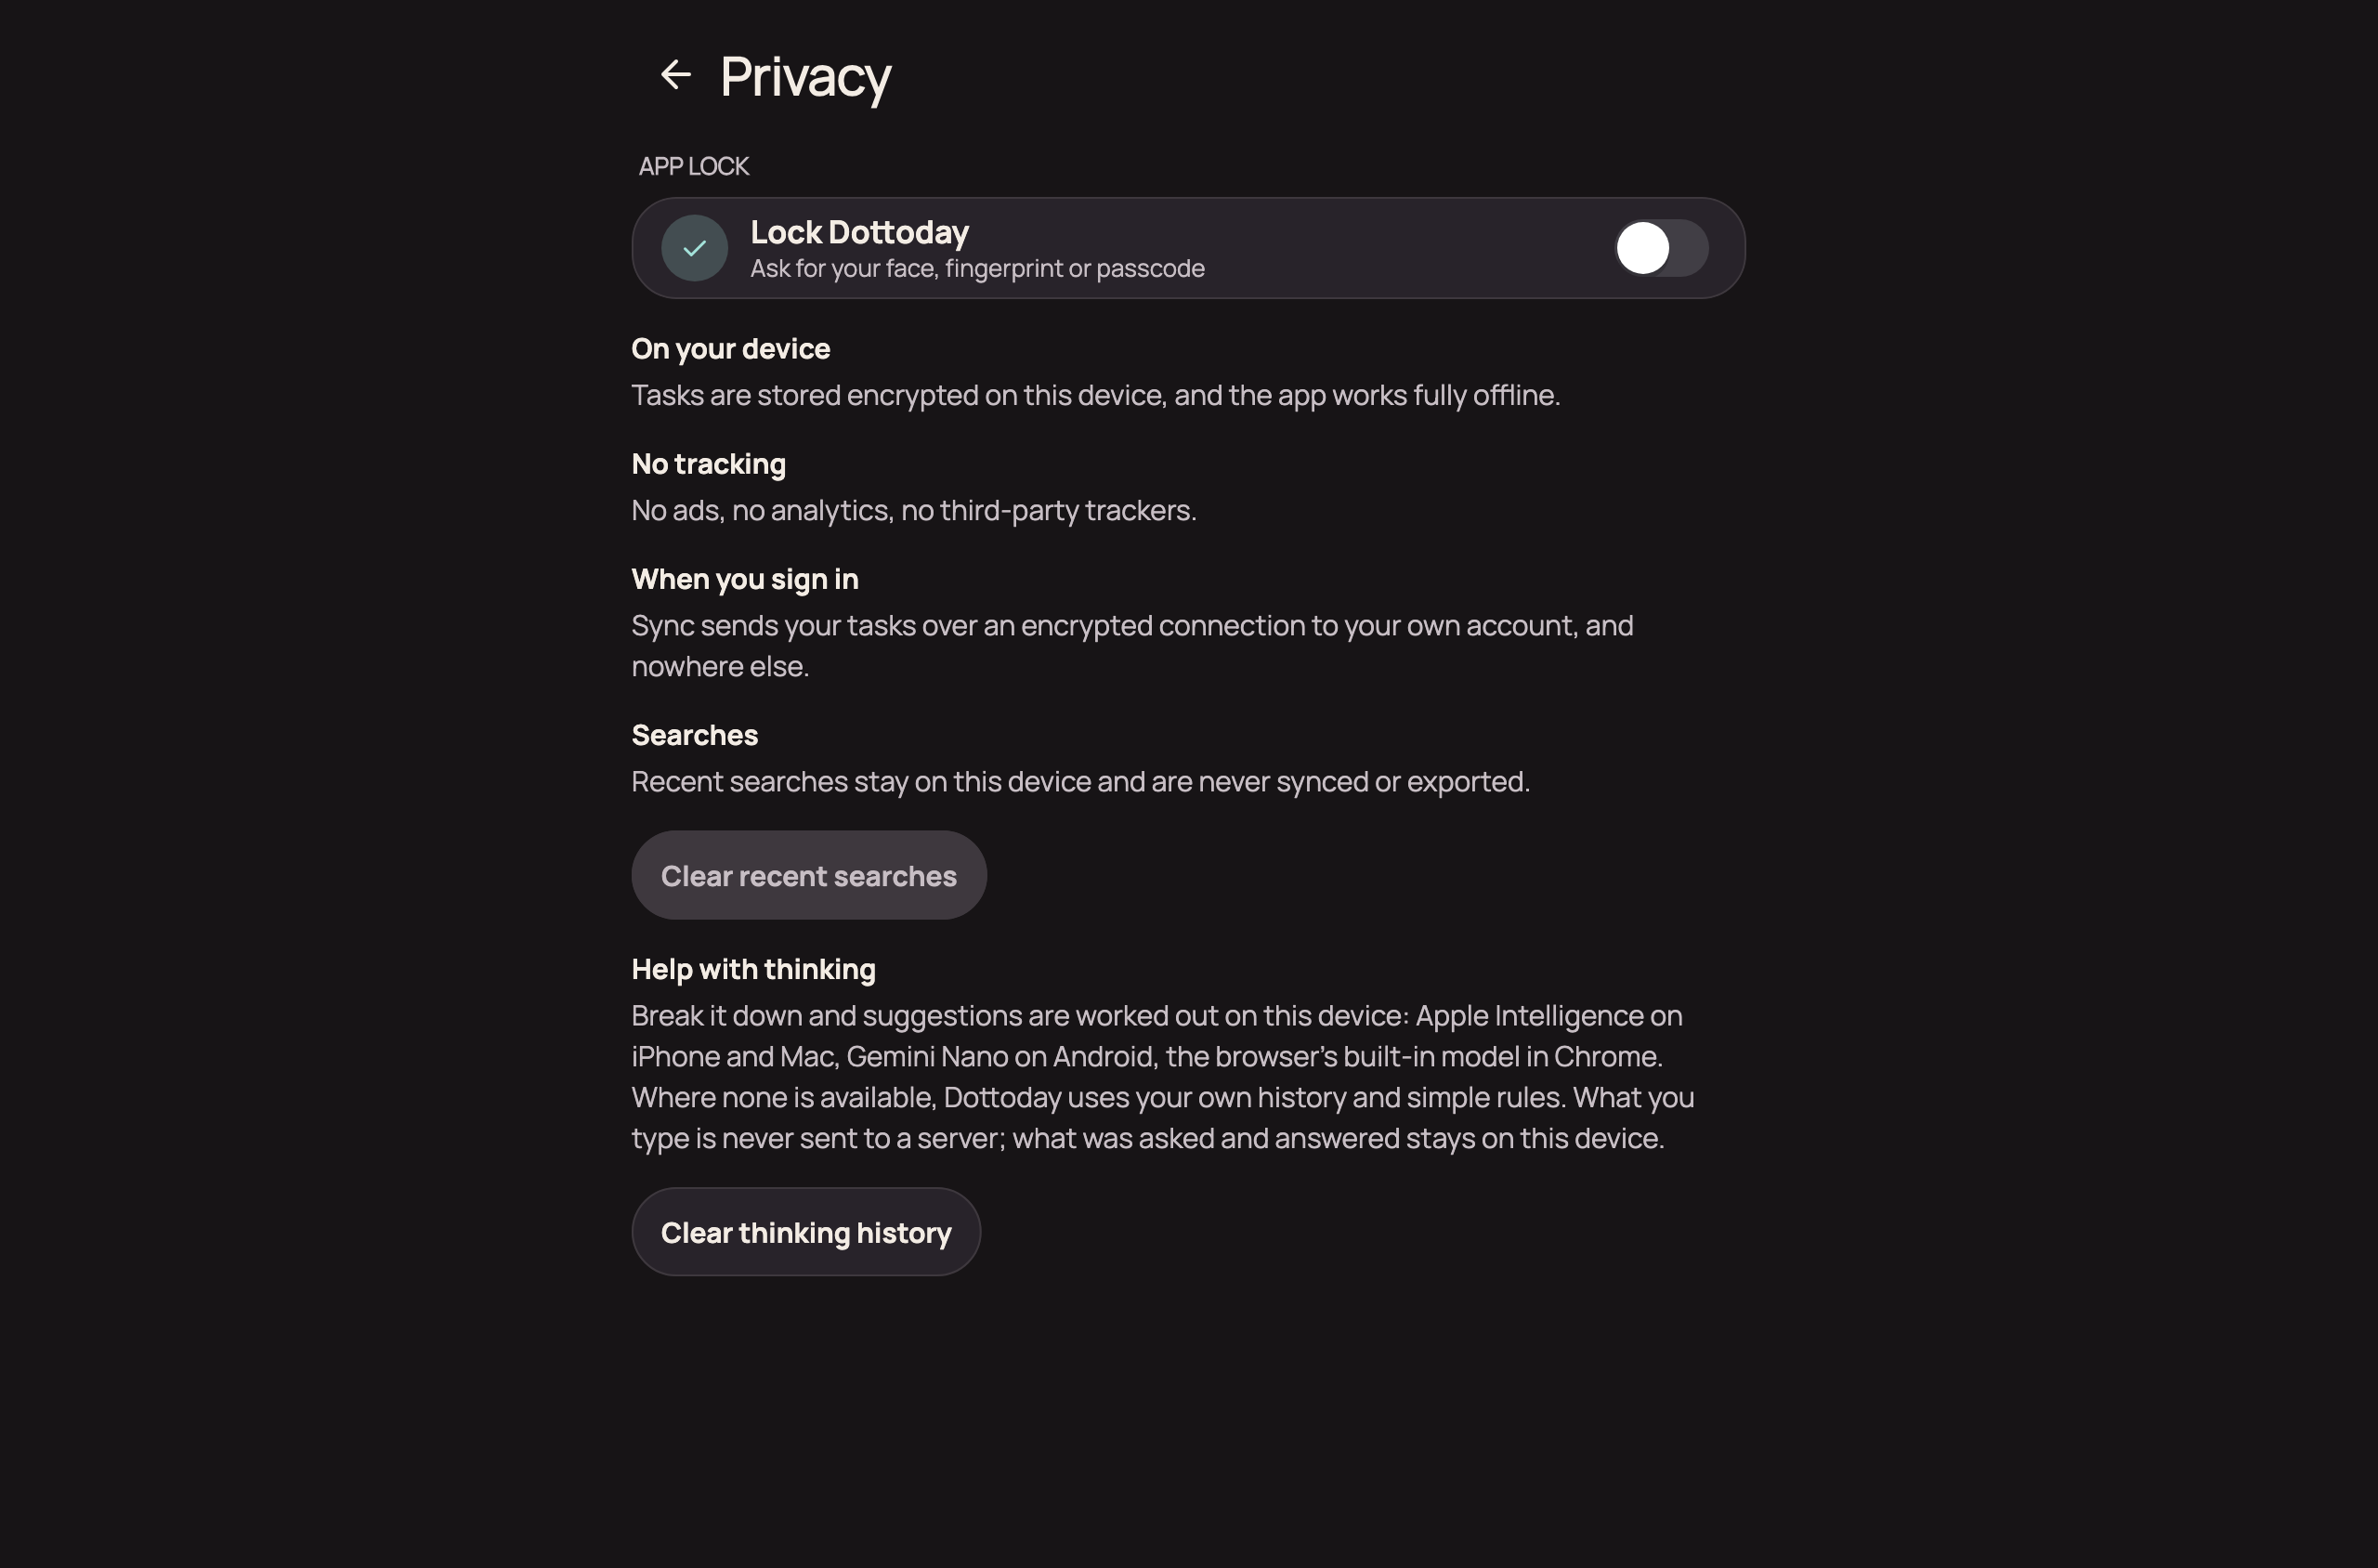 Privacy
APP LOCK
Lock Dottoday
Ask for your face, fingerprint or passcode
On your device
Tasks are stored encrypted on this device, and the app works fully offline.
No tracking
No ads, no analytics, no third-party trackers.
When you sign in
Sync sends your tasks over an encrypted connection to your own account, and
nowhere else.
Searches
Recent searches stay on this device and are never synced or exported.
Clear recent searches
Help with thinking
Break it down and suggestions are worked out on this device: Apple Intelligence on
iPhone and Mac, Gemini Nano on Android, the browser’s built-in model in Chrome.
Where none is available, Dottoday uses your own history and simple rules. What you
type is never sent to a server; what was asked and answered stays on this device.
Clear thinking history